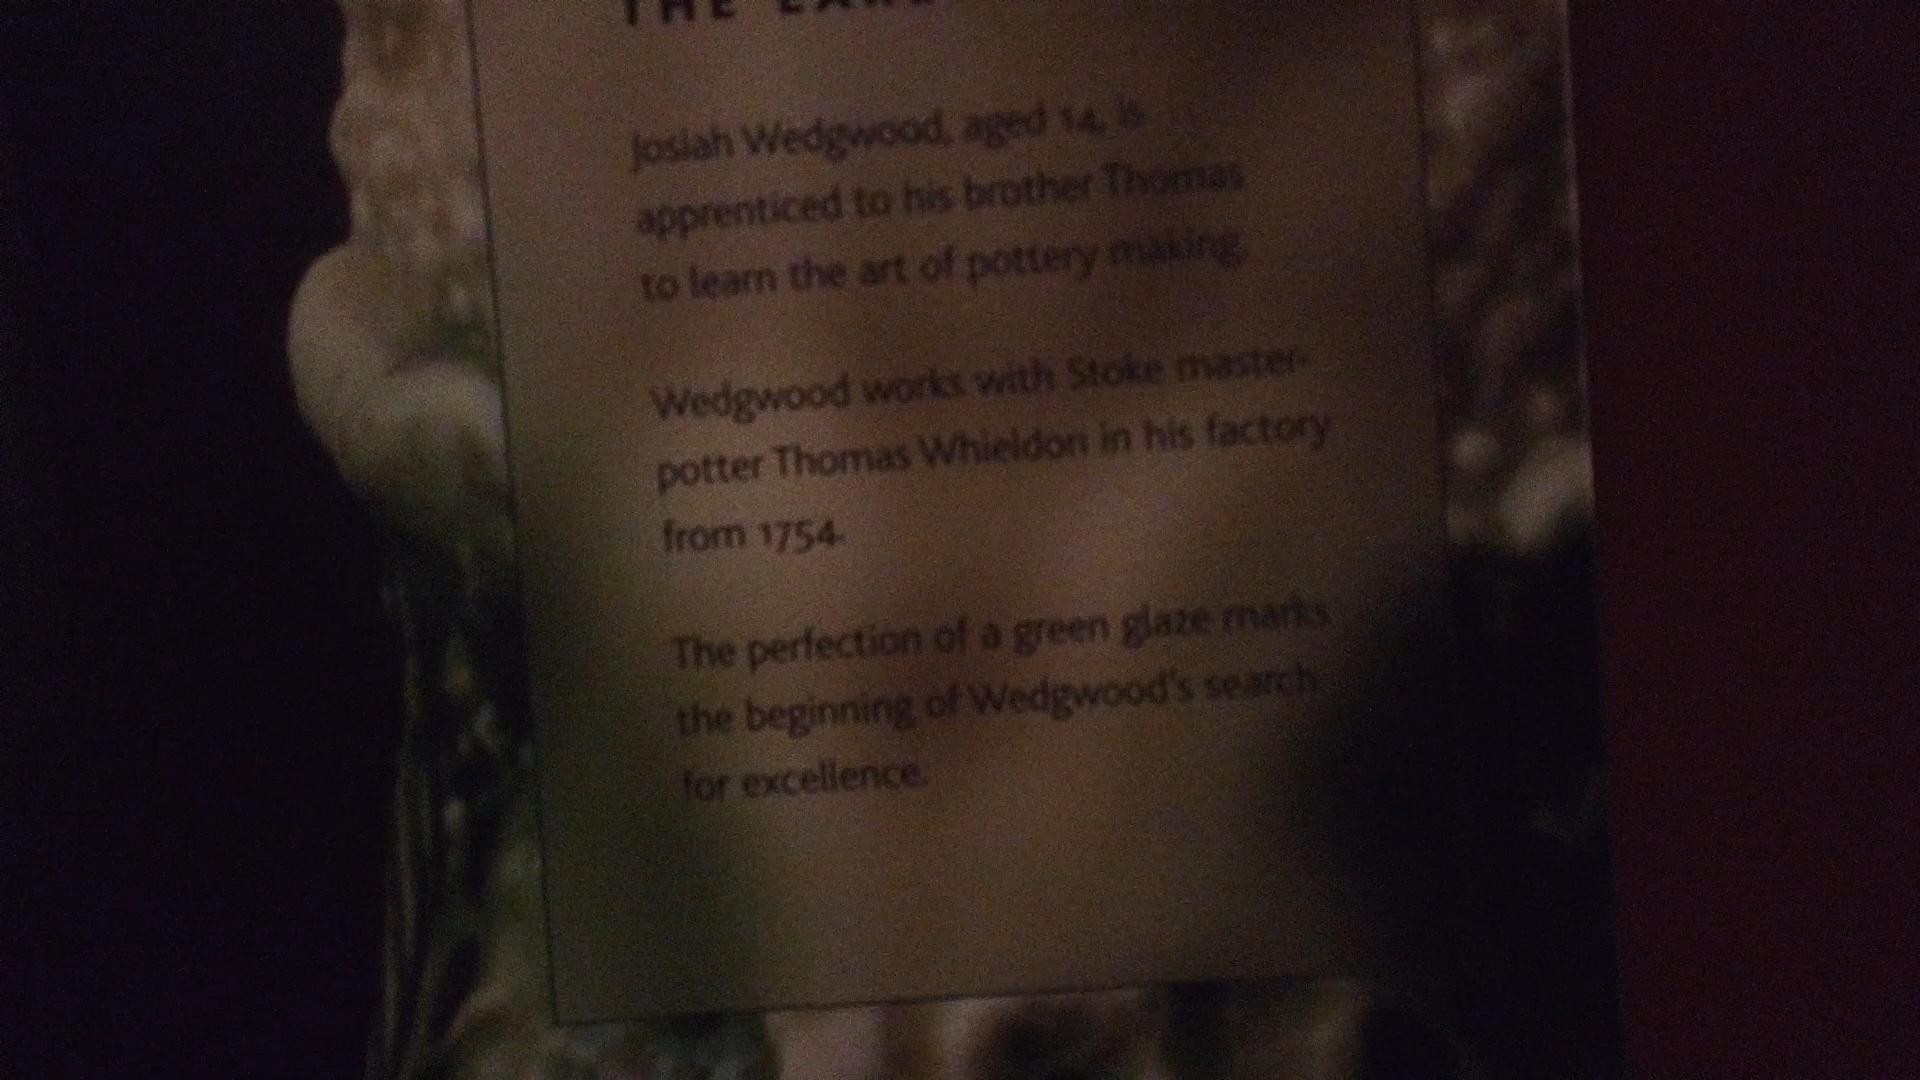 THE
Josiah Wedgwood, aged 14, is
apprenticed to his brother Thomas
to learn the art of pottery making.
Wedgwood works with Stoke master-
potter Thomas Whieldon in his factory
from 1754.
The perfection of a green glaze marks
the beginning of Wedgwood's search
for excellence.